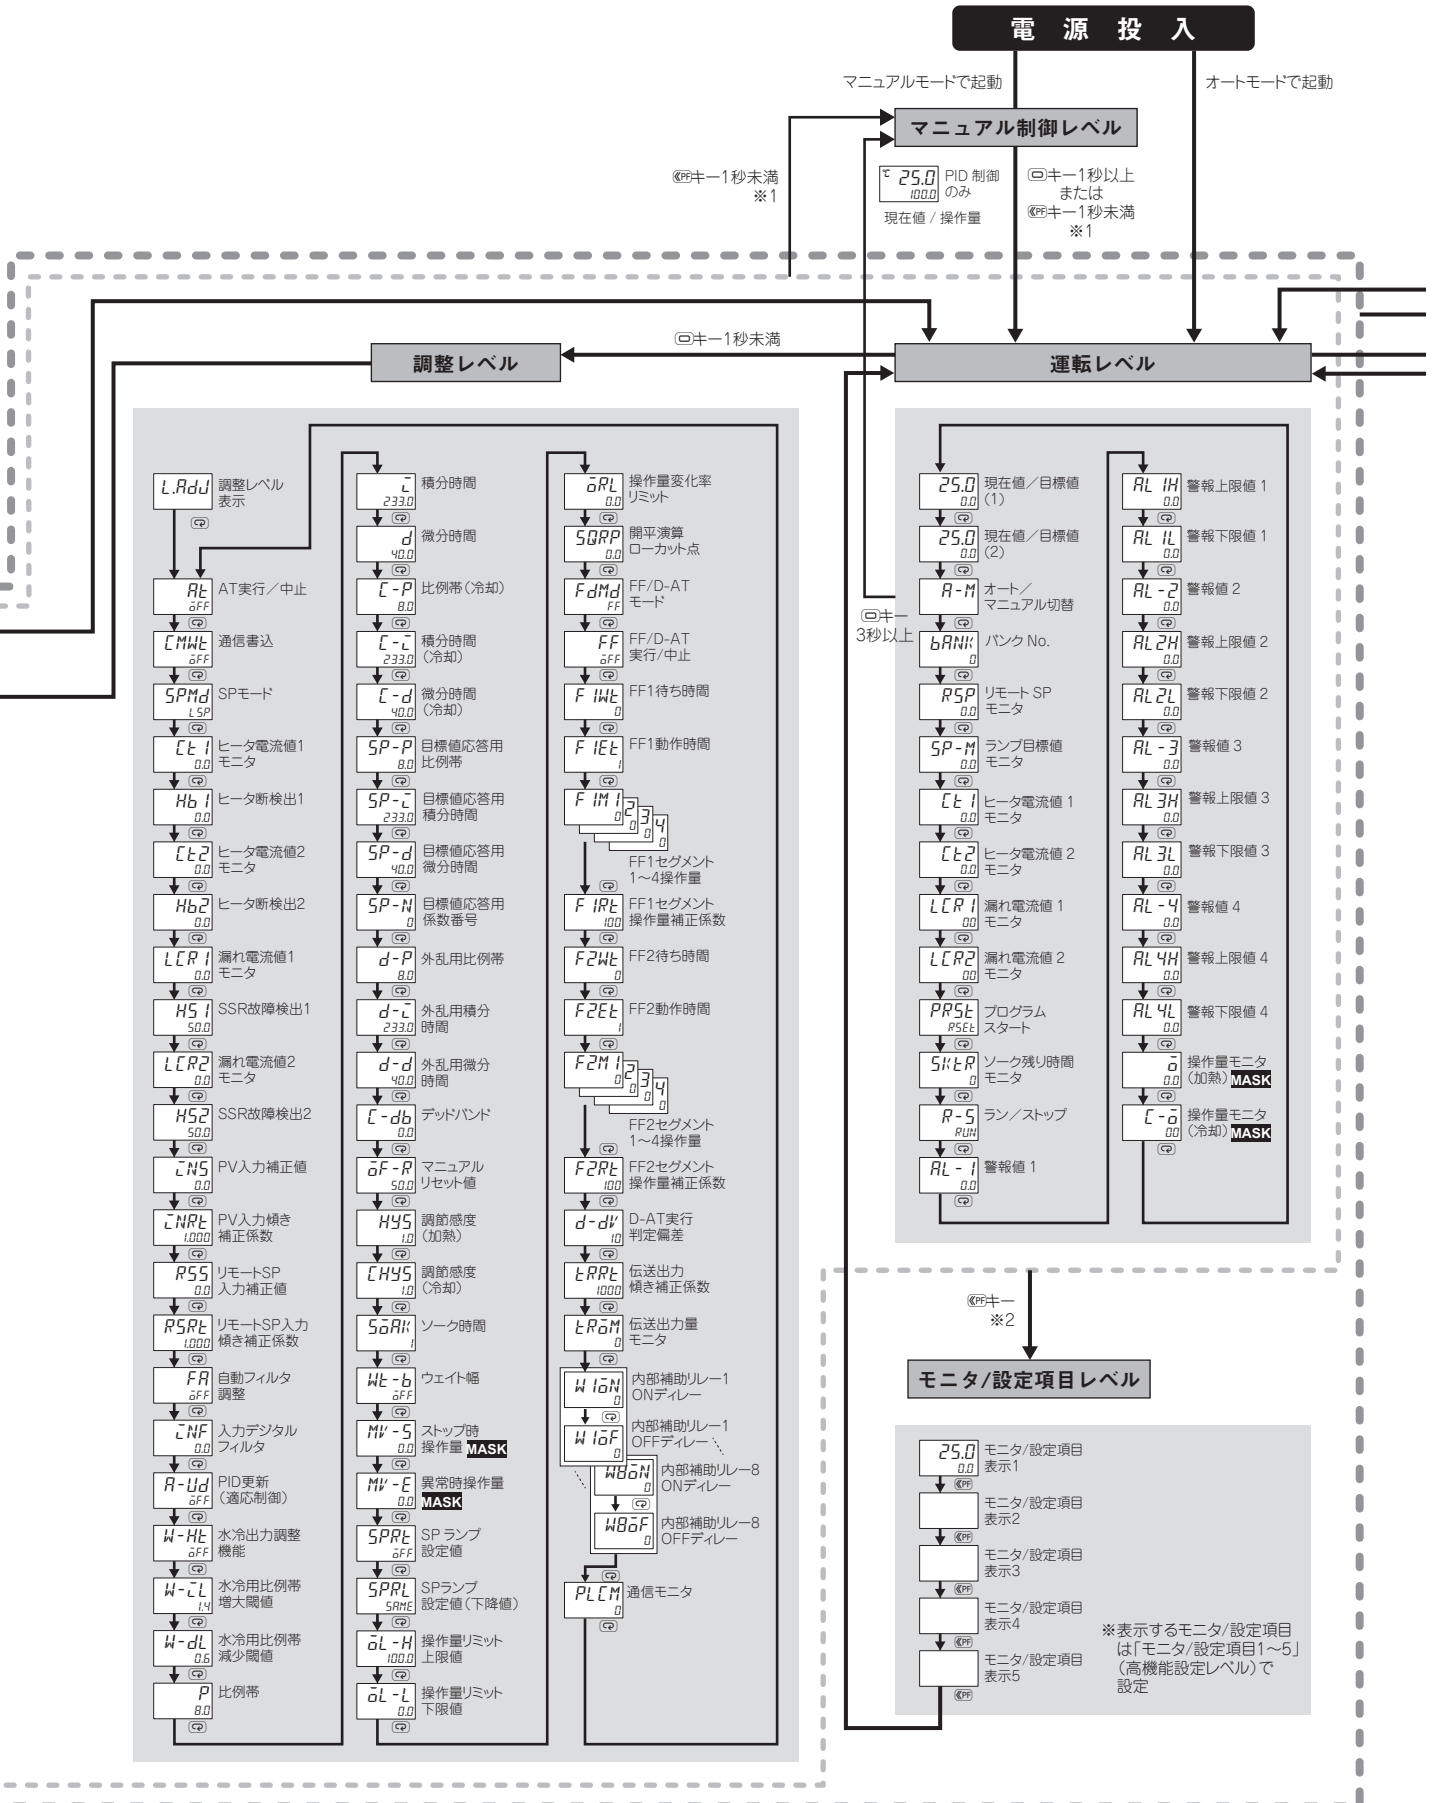 電源投入
マニュアルモードで起動
オートモードで起動
マニュアル制御レベル
PFキー1秒未満
※1
℃ 25.0
100.0
PID 制御
のみ
現在値 / 操作量
キー1秒以上
または
PFキー1秒未満
※1
キー1秒未満
調整レベル
運転レベル
L.Adj
調整レベル
表示
At
oFF
AT実行／中止
CMWt
oFF
通信書込
SPMd
LSP
SPモード
Ct1
0.0
ヒータ電流値1
モニタ
Hb1
0.0
ヒータ断検出1
Ct2
0.0
ヒータ電流値2
モニタ
Hb2
0.0
ヒータ断検出2
LCR1
0.0
漏れ電流値1
モニタ
HS1
50.0
SSR故障検出1
LCR2
0.0
漏れ電流値2
モニタ
HS2
50.0
SSR故障検出2
INS
0.0
PV入力補正値
INRt
1.000
PV入力傾き
補正係数
RSS
0.0
リモートSP
入力補正値
RSRt
1.000
リモートSP入力
傾き補正係数
FA
oFF
自動フィルタ
調整
INF
0.0
入力デジタル
フィルタ
A-Ud
oFF
PID更新
（適応制御）
W-Ht
oFF
水冷出力調整
機能
W-IL
1.4
水冷用比例帯
増大閾値
W-dL
0.6
水冷用比例帯
減少閾値
P
8.0
比例帯
I
233.0
積分時間
d
40.0
微分時間
C-P
8.0
比例帯（冷却）
C-I
233.0
積分時間
（冷却）
C-d
40.0
微分時間
（冷却）
SP-P
8.0
目標値応答用
比例帯
SP-I
233.0
目標値応答用
積分時間
SP-d
40.0
目標値応答用
微分時間
SP-N
0
目標値応答用
係数番号
d-P
8.0
外乱用比例帯
d-I
233.0
外乱用積分
時間
d-d
40.0
外乱用微分
時間
C-db
0.0
デッドバンド
oF-R
50.0
マニュアル
リセット値
HYS
1.0
調節感度
（加熱）
CHYS
1.0
調節感度
（冷却）
SoAK
1
ソーク時間
Wt-b
oFF
ウェイト幅
MV-S
0.0
ストップ時
操作量 MASK
MV-E
0.0
異常時操作量
MASK
SPRt
oFF
SP ランプ
設定値
SPRL
SAME
SPランプ
設定値（下降値）
oL-H
100.0
操作量リミット
上限値
oL-L
0.0
操作量リミット
下限値
oRL
0.0
操作量変化率
リミット
SQRP
0.0
開平演算
ローカット点
FdMd
FF
FF/D-AT
モード
FF
oFF
FF/D-AT
実行/中止
F1Wt
0
FF1待ち時間
F1Et
1
FF1動作時間
F1M1 2 3 4
0 0 0 0
FF1セグメント
1～4操作量
F1Rt
100
FF1セグメント
操作量補正係数
F2Wt
0
FF2待ち時間
F2Et
1
FF2動作時間
F2M1 2 3 4
0 0 0 0
FF2セグメント
1～4操作量
F2Rt
100
FF2セグメント
操作量補正係数
d-dV
10
D-AT実行
判定偏差
tRRt
1000
伝送出力
傾き補正係数
tRoM
0
伝送出力量
モニタ
W1oN
0
内部補助リレー1
ONディレー
W1oF
0
内部補助リレー1
OFFディレー
W8oN
0
内部補助リレー8
ONディレー
W8oF
0
内部補助リレー8
OFFディレー
PLCM
0
通信モニタ
25.0
0.0
現在値／目標値
(1)
25.0
0.0
現在値／目標値
(2)
A-M
オート／
マニュアル切替
キー
3秒以上
bANK
0
バンク No.
RSP
0.0
リモート SP
モニタ
SP-M
0.0
ランプ目標値
モニタ
Ct1
0.0
ヒータ電流値 1
モニタ
Ct2
0.0
ヒータ電流値 2
モニタ
LCR1
00
漏れ電流値 1
モニタ
LCR2
00
漏れ電流値 2
モニタ
PRSt
RSEt
プログラム
スタート
SKtR
0
ソーク残り時間
モニタ
R-S
RUN
ラン／ストップ
AL-1
0.0
警報値 1
AL1H
0.0
警報上限値 1
AL1L
0.0
警報下限値 1
AL-2
0.0
警報値 2
AL2H
0.0
警報上限値 2
AL2L
0.0
警報下限値 2
AL-3
0.0
警報値 3
AL3H
0.0
警報上限値 3
AL3L
0.0
警報下限値 3
AL-4
0.0
警報値 4
AL4H
0.0
警報上限値 4
AL4L
0.0
警報下限値 4
o
0.0
操作量モニタ
（加熱） MASK
C-o
0.0
操作量モニタ
（冷却） MASK
PFキー
※2
モニタ/設定項目レベル
25.0
0.0
モニタ/設定項目
表示1
PF
モニタ/設定項目
表示2
PF
モニタ/設定項目
表示3
PF
モニタ/設定項目
表示4
PF
モニタ/設定項目
表示5
PF
※表示するモニタ/設定項目
は「モニタ/設定項目1～5」
（高機能設定レベル）で
設定